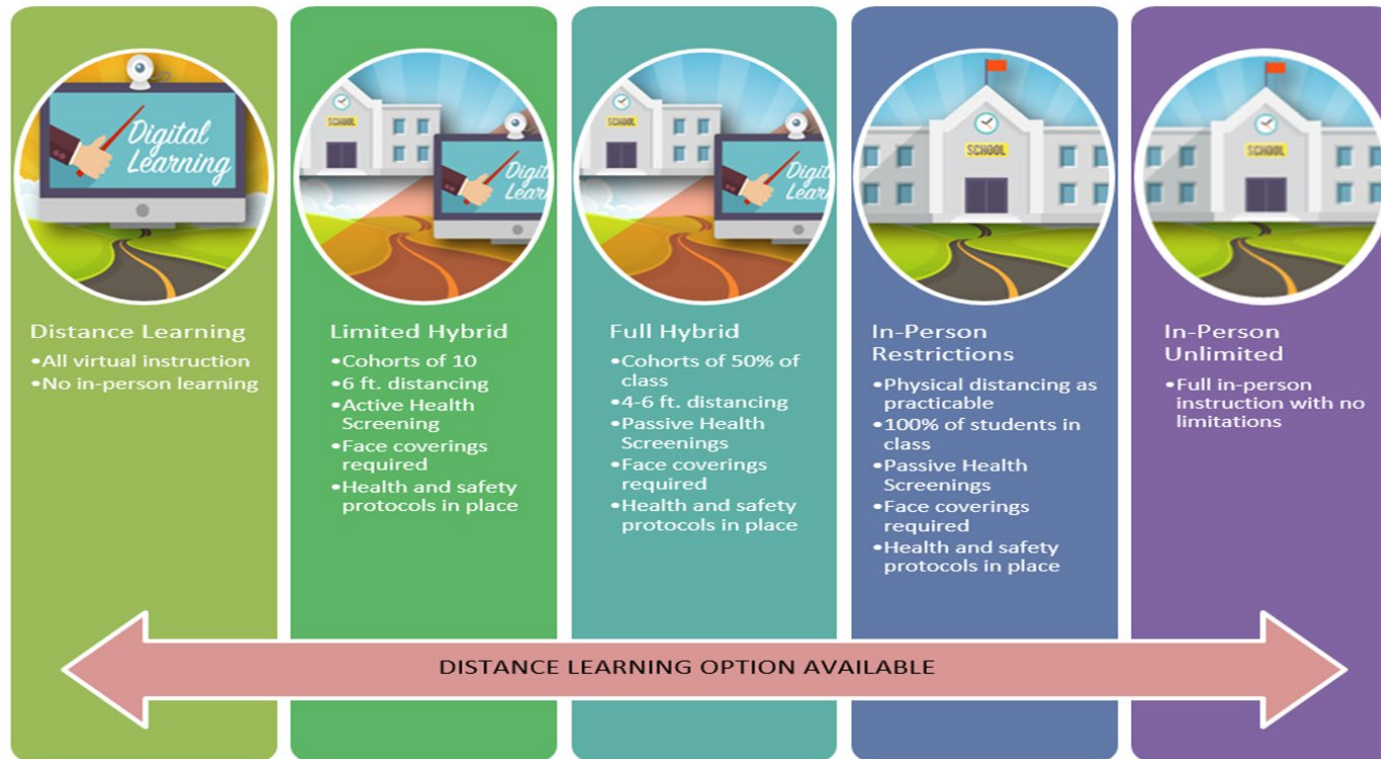 Digital
Learning
Distance Learning
•All virtual instruction
•No in-person learning
SCHOOL
Digit
Lear
Limited Hybrid
•Cohorts of 10
•6 ft. distancing
•Active Health
Screening
•Face coverings
required
•Health and safety
protocols in place
SCHOOL
Digit
Lear
Full Hybrid
•Cohorts of 50% of
class
•4-6 ft. distancing
•Passive Health
Screenings
•Face coverings
required
•Health and safety
protocols in place
SCHOOL
In-Person
Restrictions
•Physical distancing as
practicable
•100% of students in
class
•Passive Health
Screenings
•Face coverings
required
•Health and safety
protocols in place
SCHOOL
In-Person
Unlimited
•Full in-person
instruction with no
limitations
DISTANCE LEARNING OPTION AVAILABLE